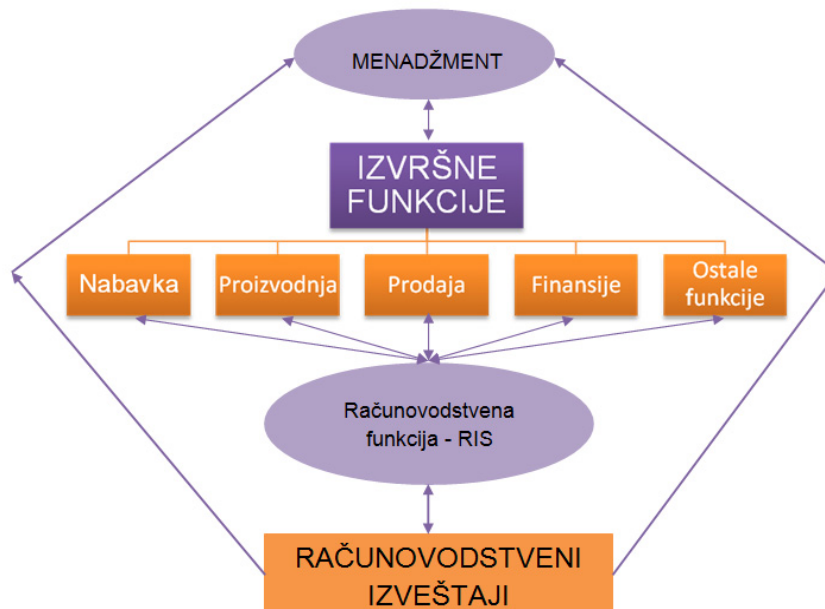 MENADŽMENT
IZVRŠNE
FUNKCIJE
Nabavka
Proizvodnja
Prodaja
Finansije
Ostale
funkcije
Računovodstvena
funkcija - RIS
RAČUNOVODSTVENI
IZVEŠTAJI